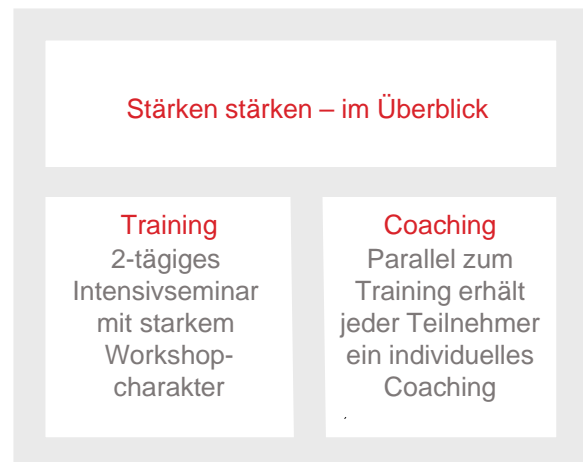 Stärken stärken – im Überblick
Training
2-tägiges
Intensivseminar
mit starkem
Workshop-
charakter
Coaching
Parallel zum
Training erhält
jeder Teilnehmer
ein individuelles
Coaching